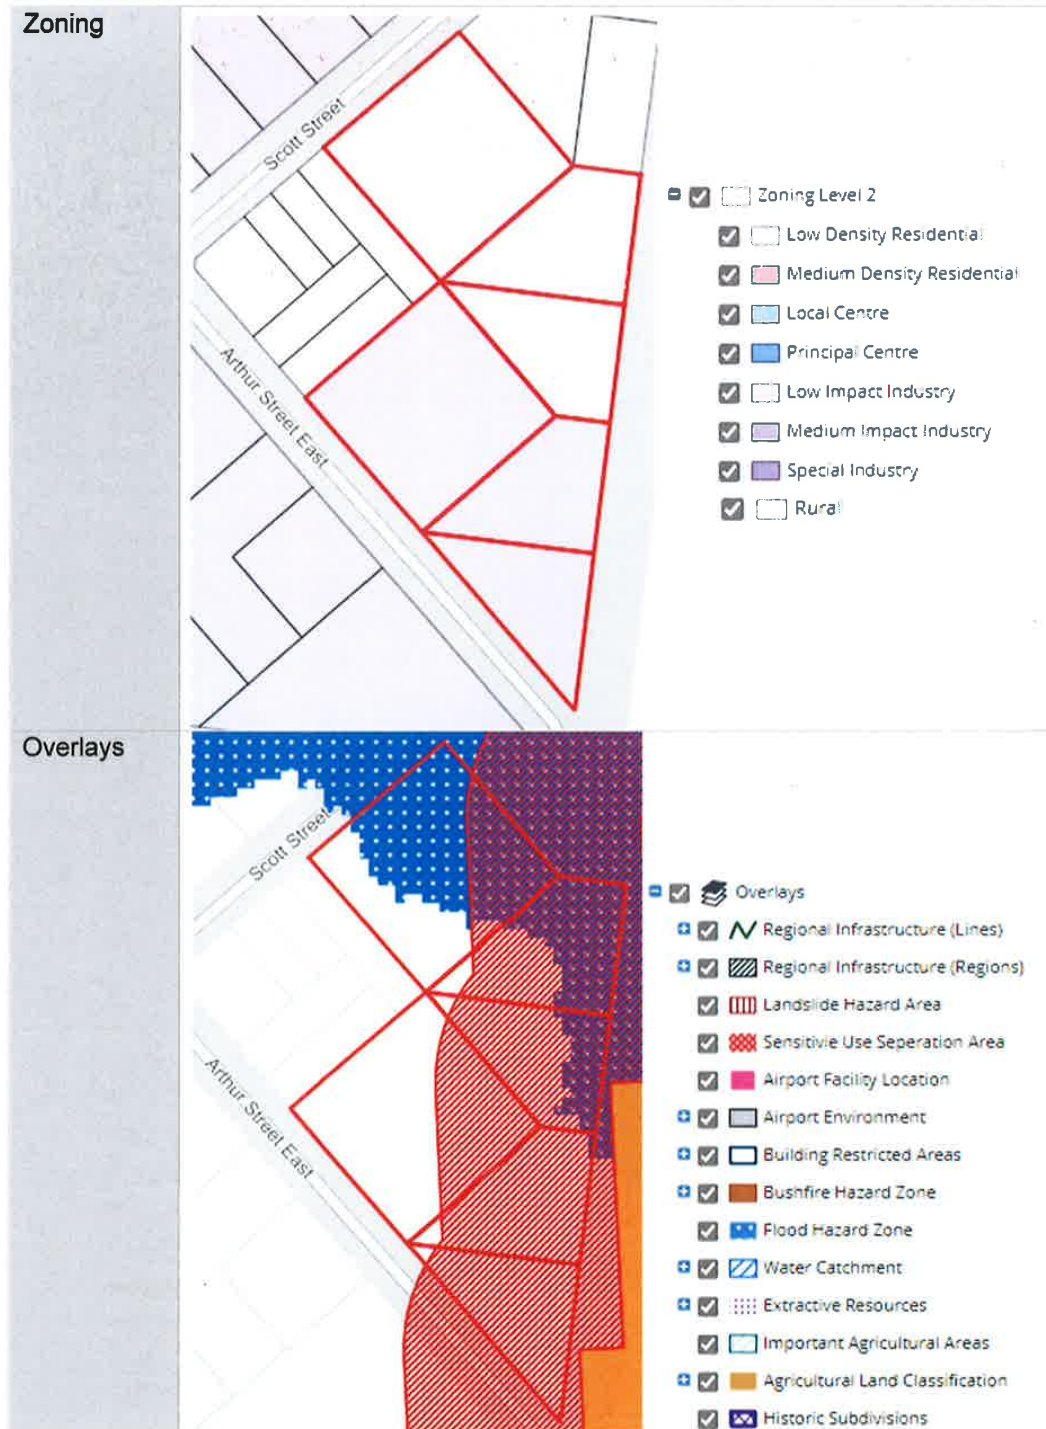 Zoning
Scott Street
Arthur Street East
Zoning Level 2
Low Density Residential
Medium Density Residential
Local Centre
Principal Centre
Low Impact Industry
Medium Impact Industry
Special Industry
Rural
Overlays
Scott Street
Arthur Street East
Overlays
Regional Infrastructure (Lines)
Regional Infrastructure (Regions)
Landslide Hazard Area
Sensitivie Use Seperation Area
Airport Facility Location
Airport Environment
Building Restricted Areas
Bushfire Hazard Zone
Flood Hazard Zone
Water Catchment
Extractive Resources
Important Agricultural Areas
Agricultural Land Classification
Historic Subdivisions